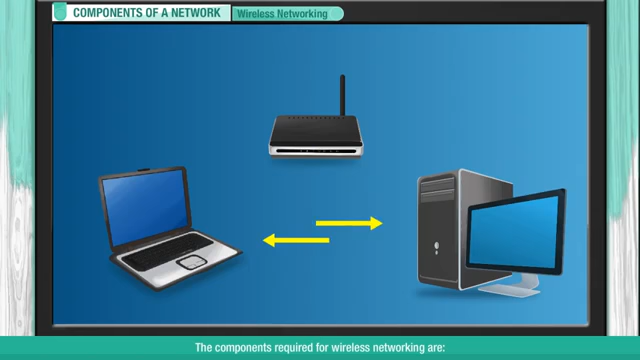 COMPONENTS OF A NETWORK
Wireless Networking
The components required for wireless networking are: